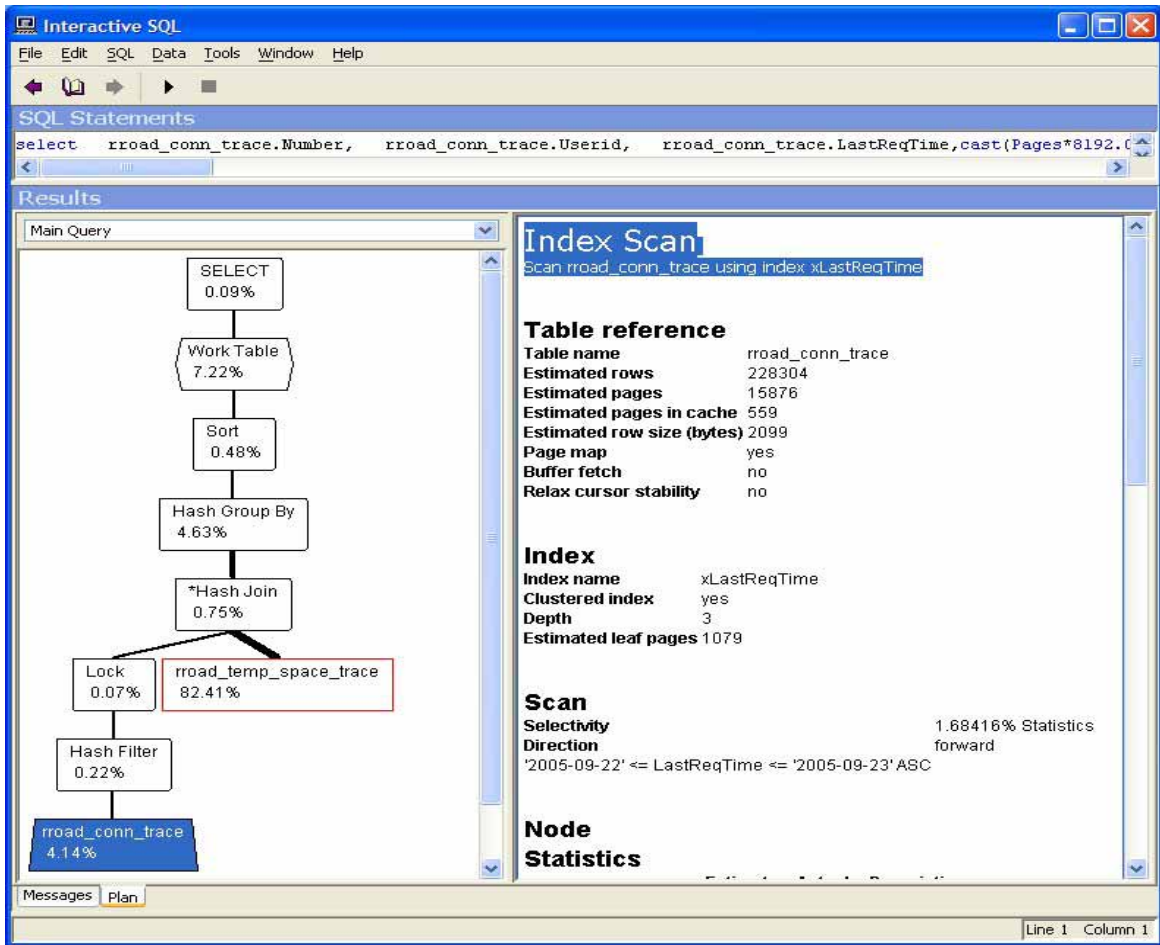 Interactive SQL
File Edit SQL Data Tools Window Help
SQL Statements
select rroad_conn_trace.Number, rroad_conn_trace.Userid, rroad_conn_trace.LastReqTime,cast(Pages*8192.
Results
Main Query
SELECT
0.09%
Work Table
7.22%
Sort
0.48%
Hash Group By
4.63%
*Hash Join
0.75%
Lock
0.07%
rroad_temp_space_trace
82.41%
Hash Filter
0.22%
rroad_conn_trace
4.14%
Index Scan
Scan rroad_conn_trace using index xLastReqTime
Table reference
Table name rroad_conn_trace
Estimated rows 228304
Estimated pages 15876
Estimated pages in cache 559
Estimated row size (bytes) 2099
Page map yes
Buffer fetch no
Relax cursor stability no
Index
Index name xLastReqTime
Clustered index yes
Depth 3
Estimated leaf pages 1079
Scan
Selectivity 1.68416% Statistics
Direction forward
'2005-09-22' <= LastReqTime <= '2005-09-23' ASC
Node
Statistics
Messages Plan
Line 1 Column 1